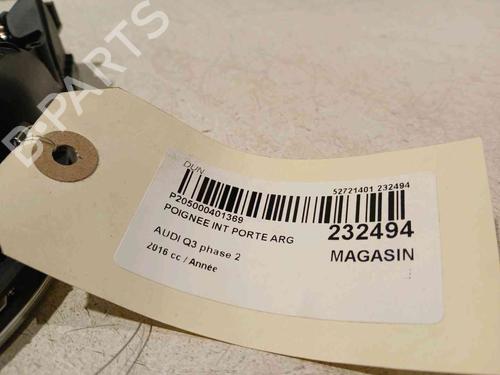 B-PARTS
DUN
P205000401369
POIGNEE INT PORTE ARG
AUDI Q3 phase 2
2016 cc / Année
52721401 232494
232494
MAGASIN